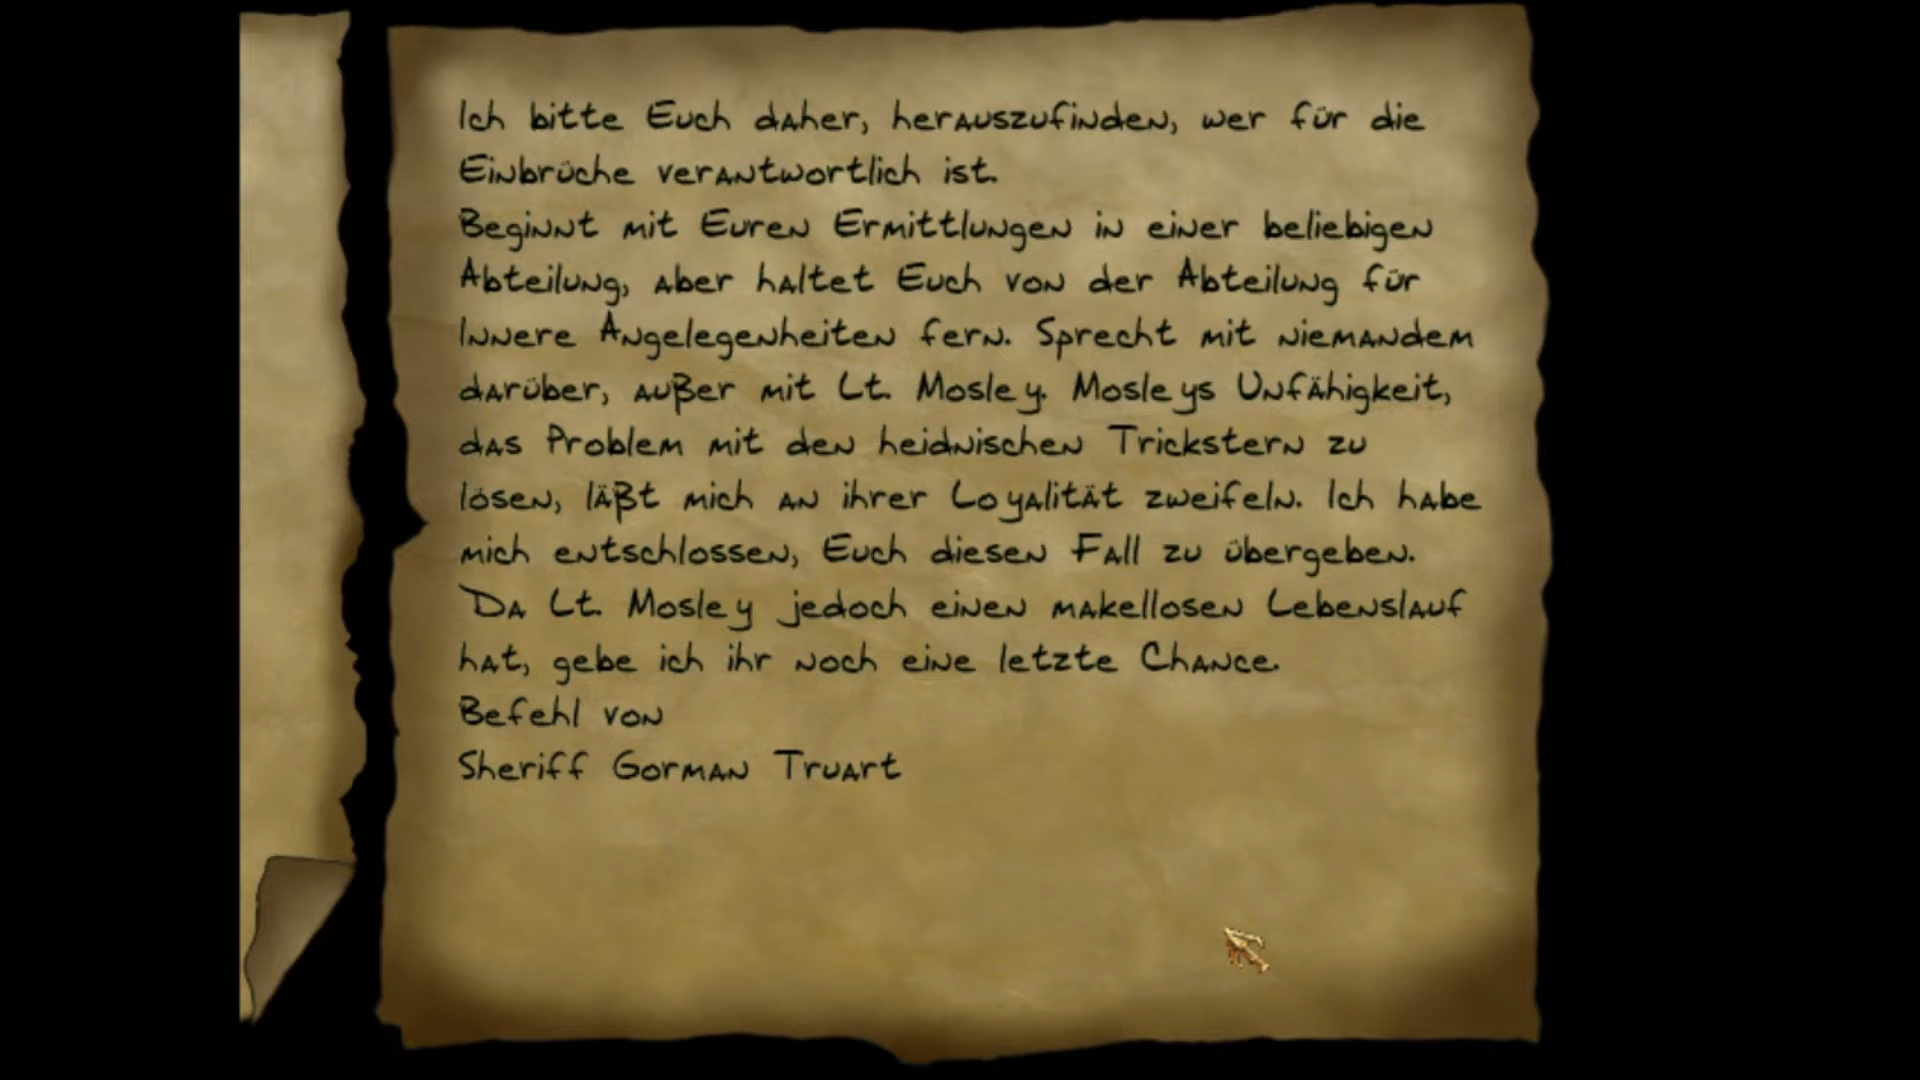 Ich bitte Euch daher, herauszufinden, wer für die
Einbrüche verantwortlich ist.
Beginnt mit Euren Ermittlungen in einer beliebigen
Abteilung, aber haltet Euch von der Abteilung für
Innere Angelegenheiten fern. Sprecht mit niemandem
darüber, außer mit Lt. Mosley. Mosleys Unfähigkeit,
das Problem mit den heidnischen Trickstern zu
lösen, läßt mich an ihrer Loyalität zweifeln. Ich habe
mich entschlossen, Euch diesen Fall zu übergeben.
Da Lt. Mosley jedoch einen makellosen Lebenslauf
hat, gebe ich ihr noch eine letzte Chance.
Befehl von
Sheriff Gorman Truart